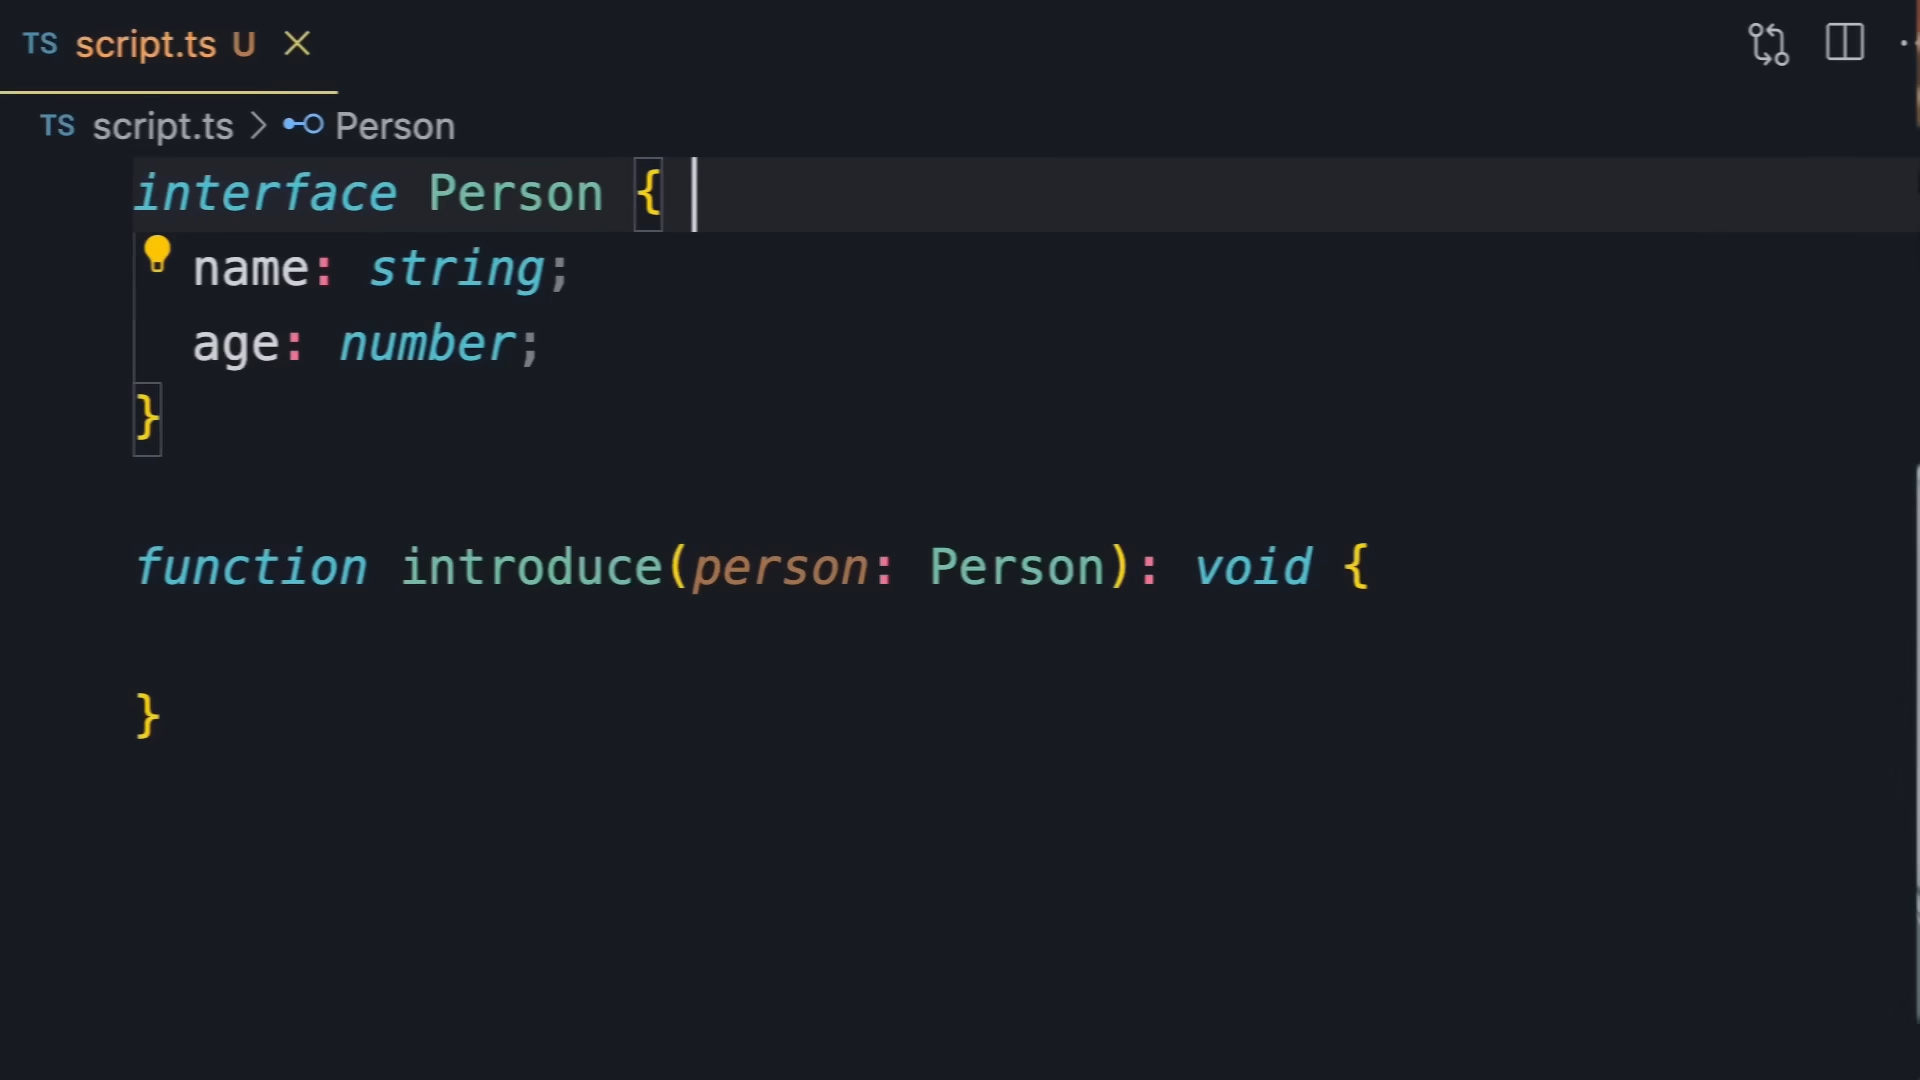 TS script.ts U
TS script.ts > Person
interface Person {
name: string;
age: number;
}
function introduce(person: Person): void {
}